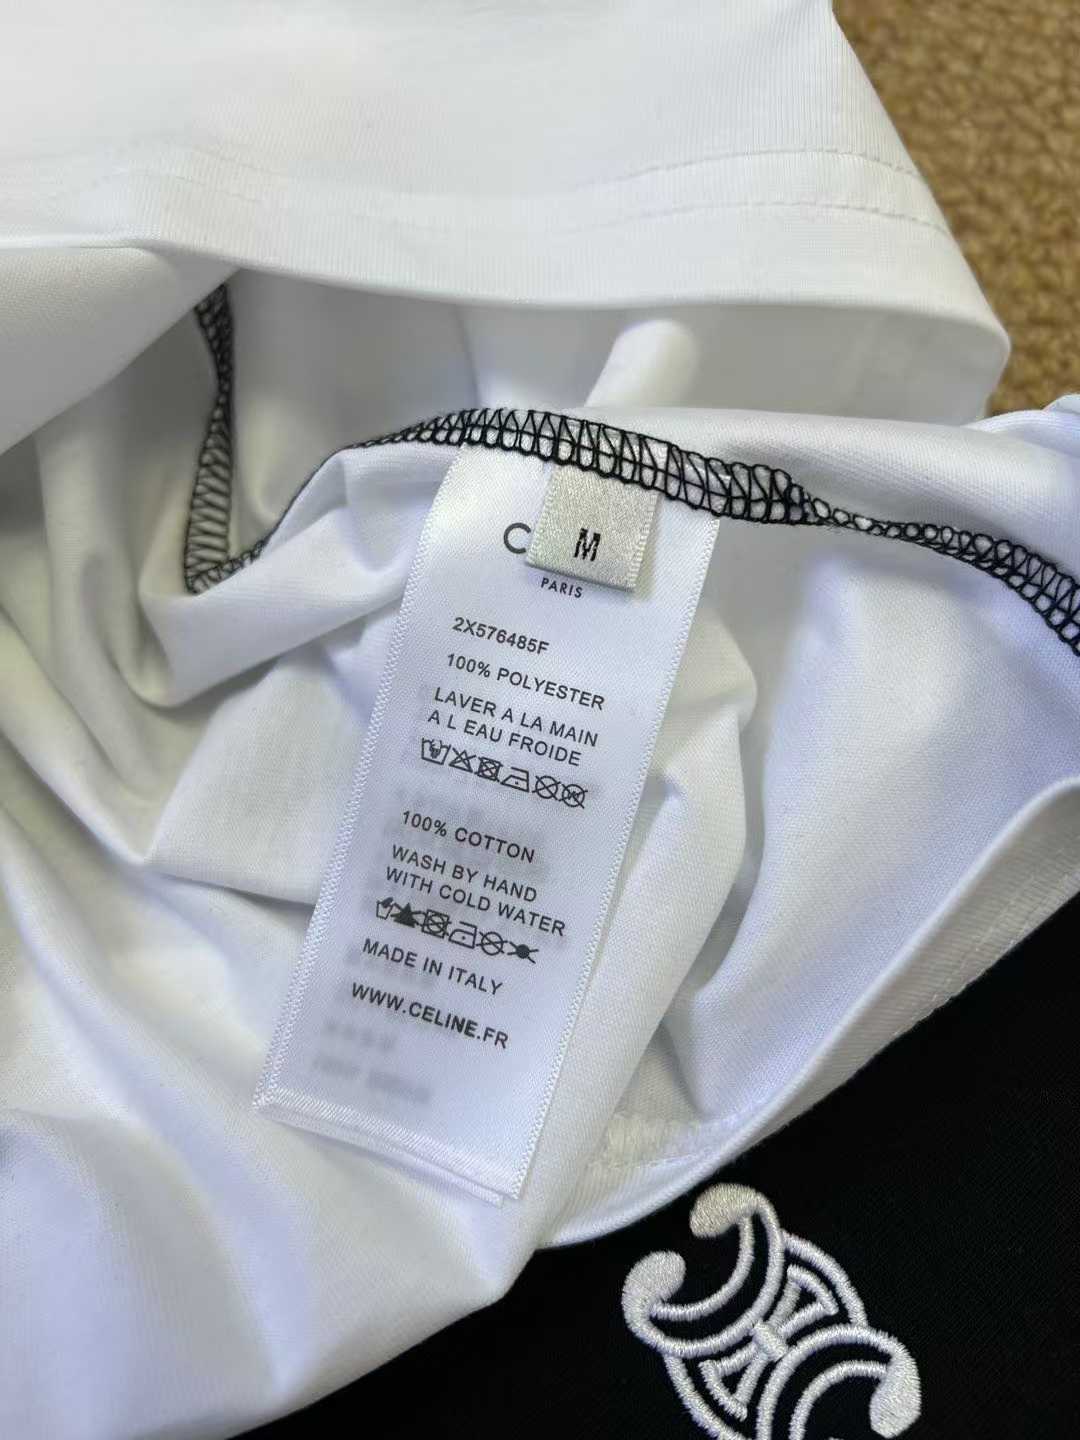 C
M
PARIS
2X576485F
100% POLYESTER
LAVER A LA MAIN
A L EAU FROIDE
100% COTTON
WASH BY HAND
WITH COLD WATER
MADE IN ITALY
WWW.CELINE.FR